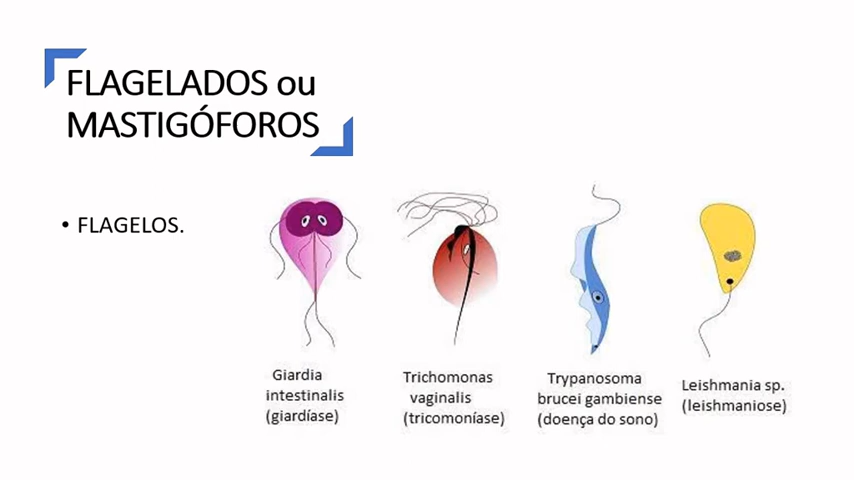 FLAGELADOS ou
MASTIGÓFOROS
• FLAGELOS.
Giardia
intestinalis
(giardíase)
Trichomonas
vaginalis
(tricomoníase)
Trypanosoma
brucei gambiense
(doença do sono)
Leishmania sp.
(leishmaniose)